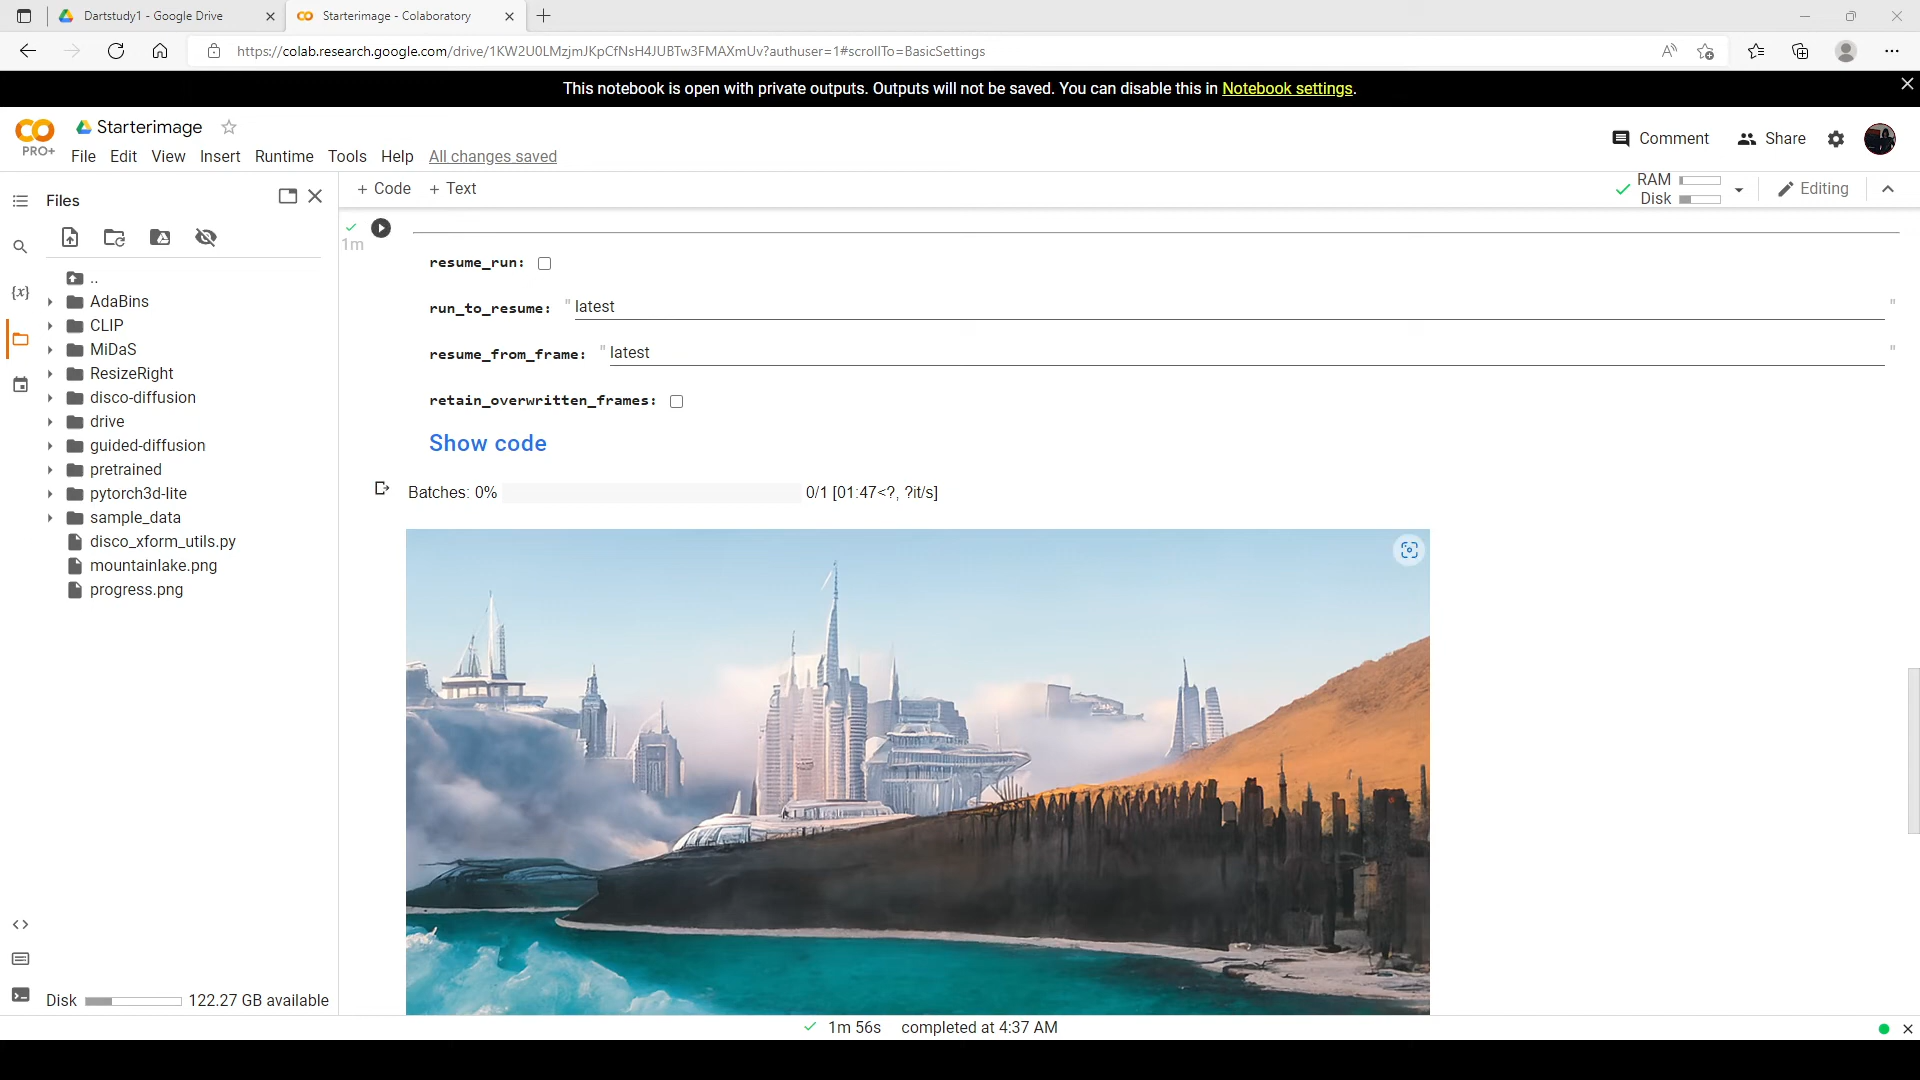 Dartstudy1 - Google Drive
Starterimage - Colaboratory
https://colab.research.google.com/drive/1KW2U0LMzjmJKpCfNsH4JUBTw3FMAXmUv?authuser=1#scrollTo=BasicSettings
This notebook is open with private outputs. Outputs will not be saved. You can disable this in Notebook settings.
CO
PRO+
Starterimage
File Edit View Insert Runtime Tools Help All changes saved
Comment
Share
Files
+ Code + Text
RAM
Disk
Editing
1m
..
AdaBins
CLIP
MiDaS
ResizeRight
disco-diffusion
drive
guided-diffusion
pretrained
pytorch3d-lite
sample_data
disco_xform_utils.py
mountainlake.png
progress.png
Disk 122.27 GB available
resume_run:
run_to_resume: "latest"
resume_from_frame: "latest"
retain_overwritten_frames:
Show code
Batches: 0% 0/1 [01:47<?, ?it/s]
1m 56s completed at 4:37 AM